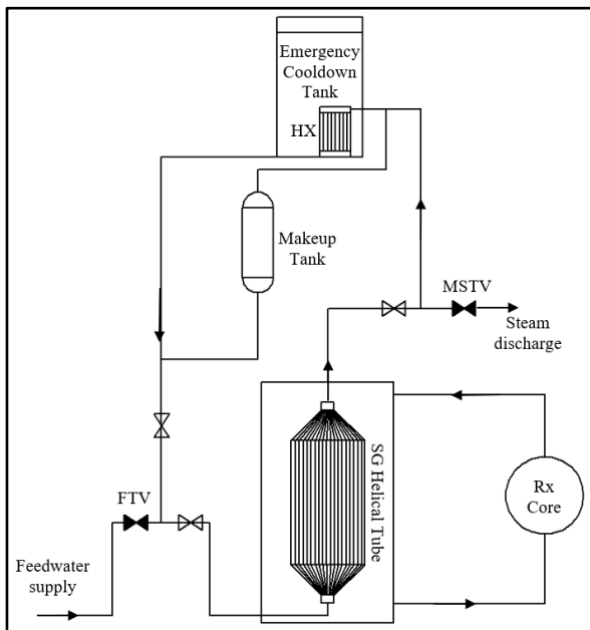 Emergency
Cooldown
Tank
HX
Makeup
Tank
MSTV
Steam
discharge
SG Helical Tube
Rx
Core
FTV
Feedwater
supply